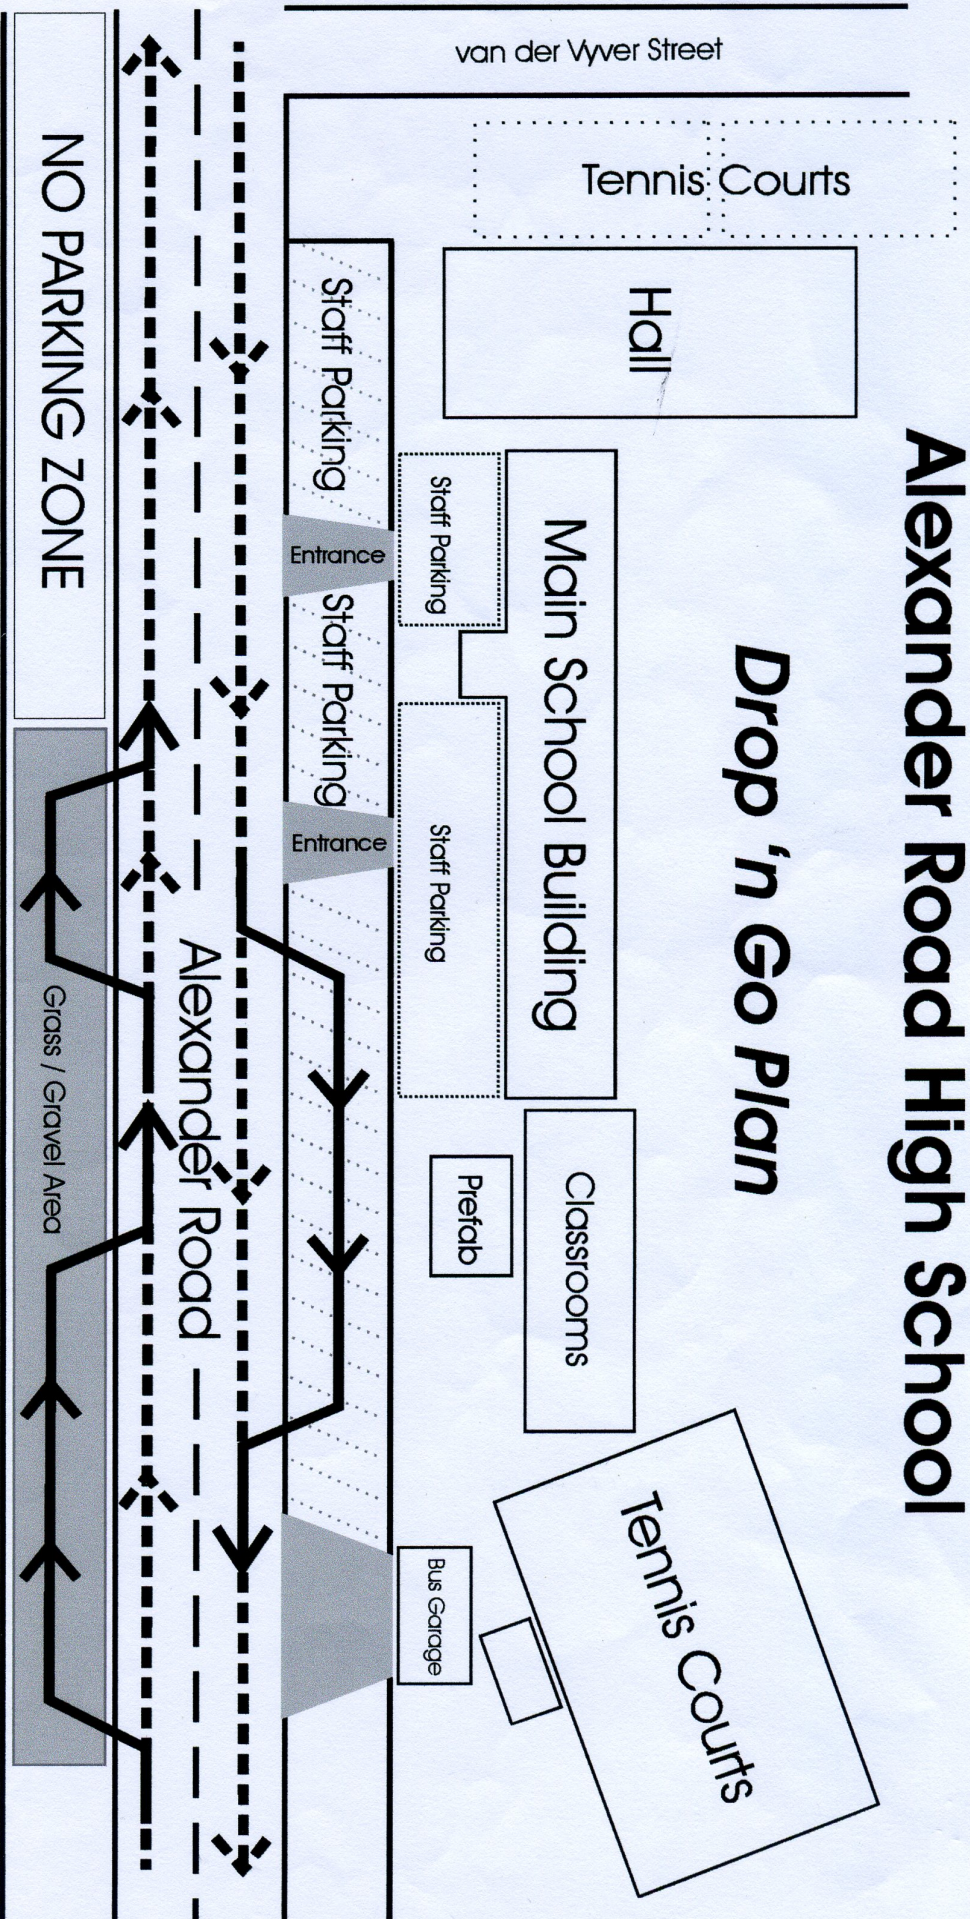 Alexander Road High School
Drop 'n Go Plan
van der Vyver Street
Tennis Courts
Hall
Main School Building
Classrooms
Tennis Courts
Staff Parking
Staff Parking
Prefab
Bus Garage
Staff Parking
Entrance
Staff Parking
Entrance
Alexander Road
NO PARKING ZONE
Grass / Gravel Area